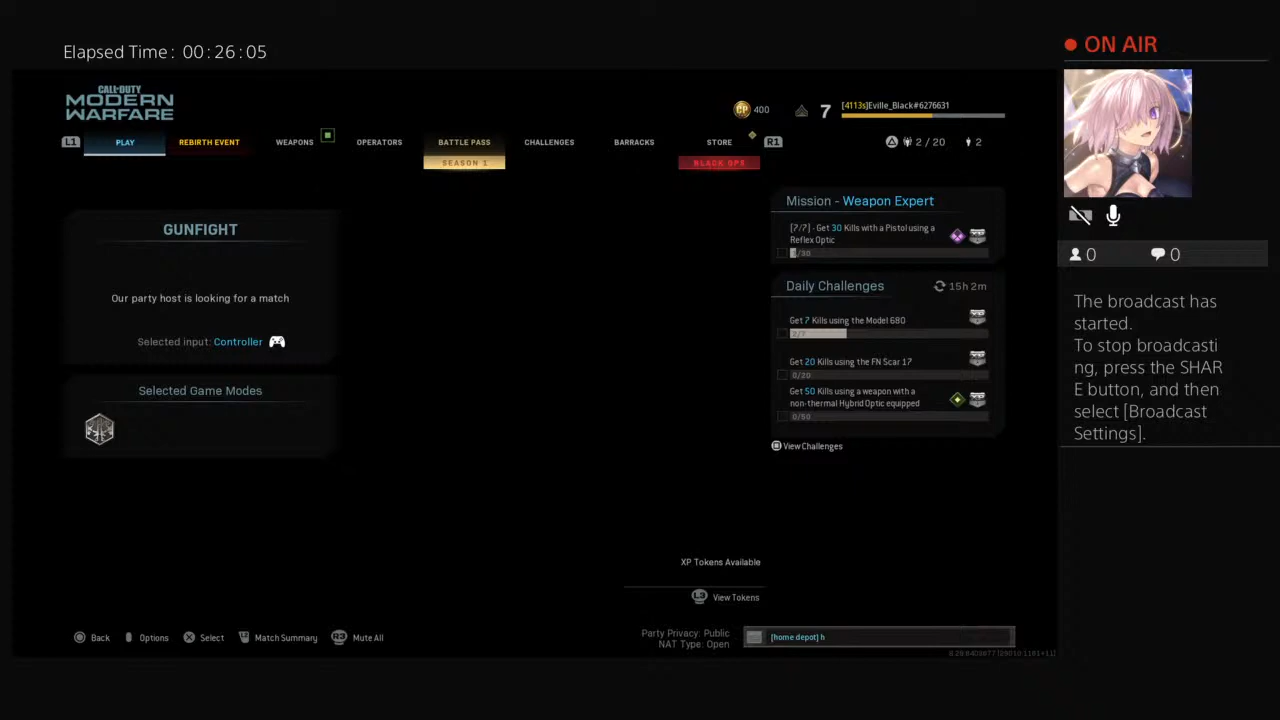 Elapsed Time: 00:26:05
ON AIR
CALL·DUTY
MODERN
WARFARE
CP 400
7
[4113s]Eville_Black#6276631
L1 PLAY REBIRTH EVENT WEAPONS OPERATORS BATTLE PASS CHALLENGES BARRACKS STORE R1
2 / 20 2
SEASON 1
BLACK OPS
GUNFIGHT
Our party host is looking for a match
Selected input: Controller
Selected Game Modes
Mission - Weapon Expert
[7/7] - Get 30 Kills with a Pistol using a
Reflex Optic
/30
Daily Challenges 15h 2m
Get 7 Kills using the Model 680
2/7
Get 20 Kills using the FN Scar 17
0/20
Get 50 Kills using a weapon with a
non-thermal Hybrid Optic equipped
0/50
View Challenges
0 0
The broadcast has
started.
To stop broadcasti
ng, press the SHAR
E button, and then
select [Broadcast
Settings].
XP Tokens Available
L3 View Tokens
Back Options Select Match Summary R3 Mute All
Party Privacy: Public
NAT Type: Open
[home depot] h